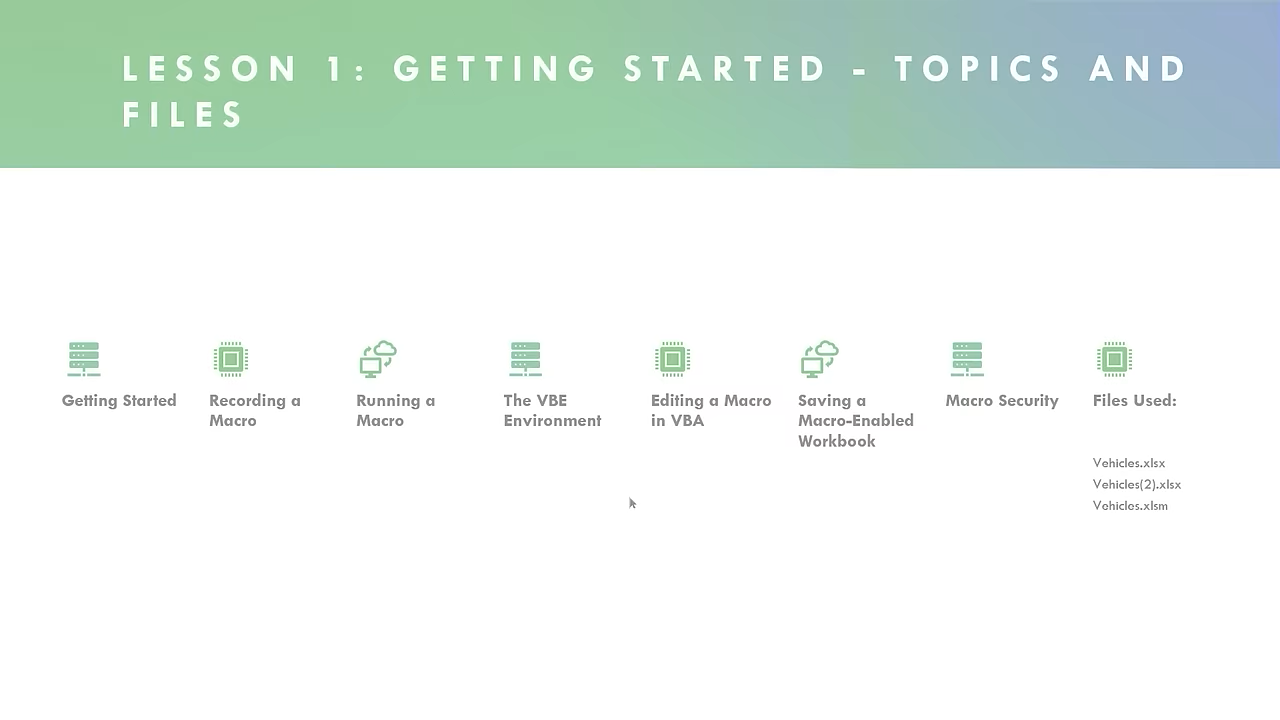 LESSON 1: GETTING STARTED - TOPICS AND
FILES
Getting Started
Recording a
Macro
Running a
Macro
The VBE
Environment
Editing a Macro
in VBA
Saving a
Macro-Enabled
Workbook
Macro Security
Files Used:
Vehicles.xlsx
Vehicles(2).xlsx
Vehicles.xlsm